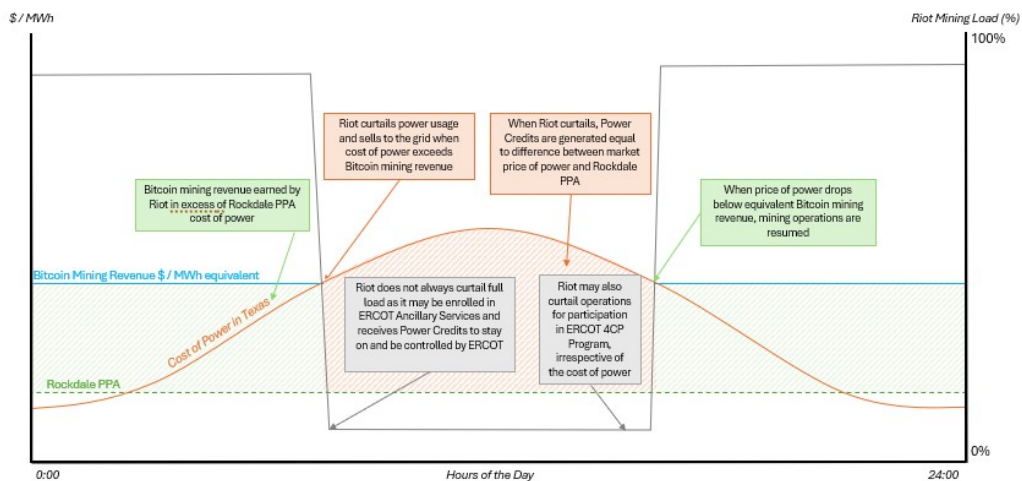 $ / MWh
Riot Mining Load (%)
100%
Riot curtails power usage
and sells to the grid when
cost of power exceeds
Bitcoin mining revenue
When Riot curtails, Power
Credits are generated equal
to difference between market
price of power and Rockdale
PPA
Bitcoin mining revenue earned by
Riot in excess of Rockdale PPA
cost of power
When price of power drops
below equivalent Bitcoin mining
revenue, mining operations are
resumed
Bitcoin Mining Revenue $ / MWh equivalent
Cost of Power in Texas
Riot does not always curtail full
load as it may be enrolled in
ERCOT Ancillary Services and
receives Power Credits to stay
on and be controlled by ERCOT
Riot may also
curtail operations
for participation
in ERCOT 4CP
Program,
irrespective of
the cost of power
Rockdale PPA
0%
0:00
Hours of the Day
24:00